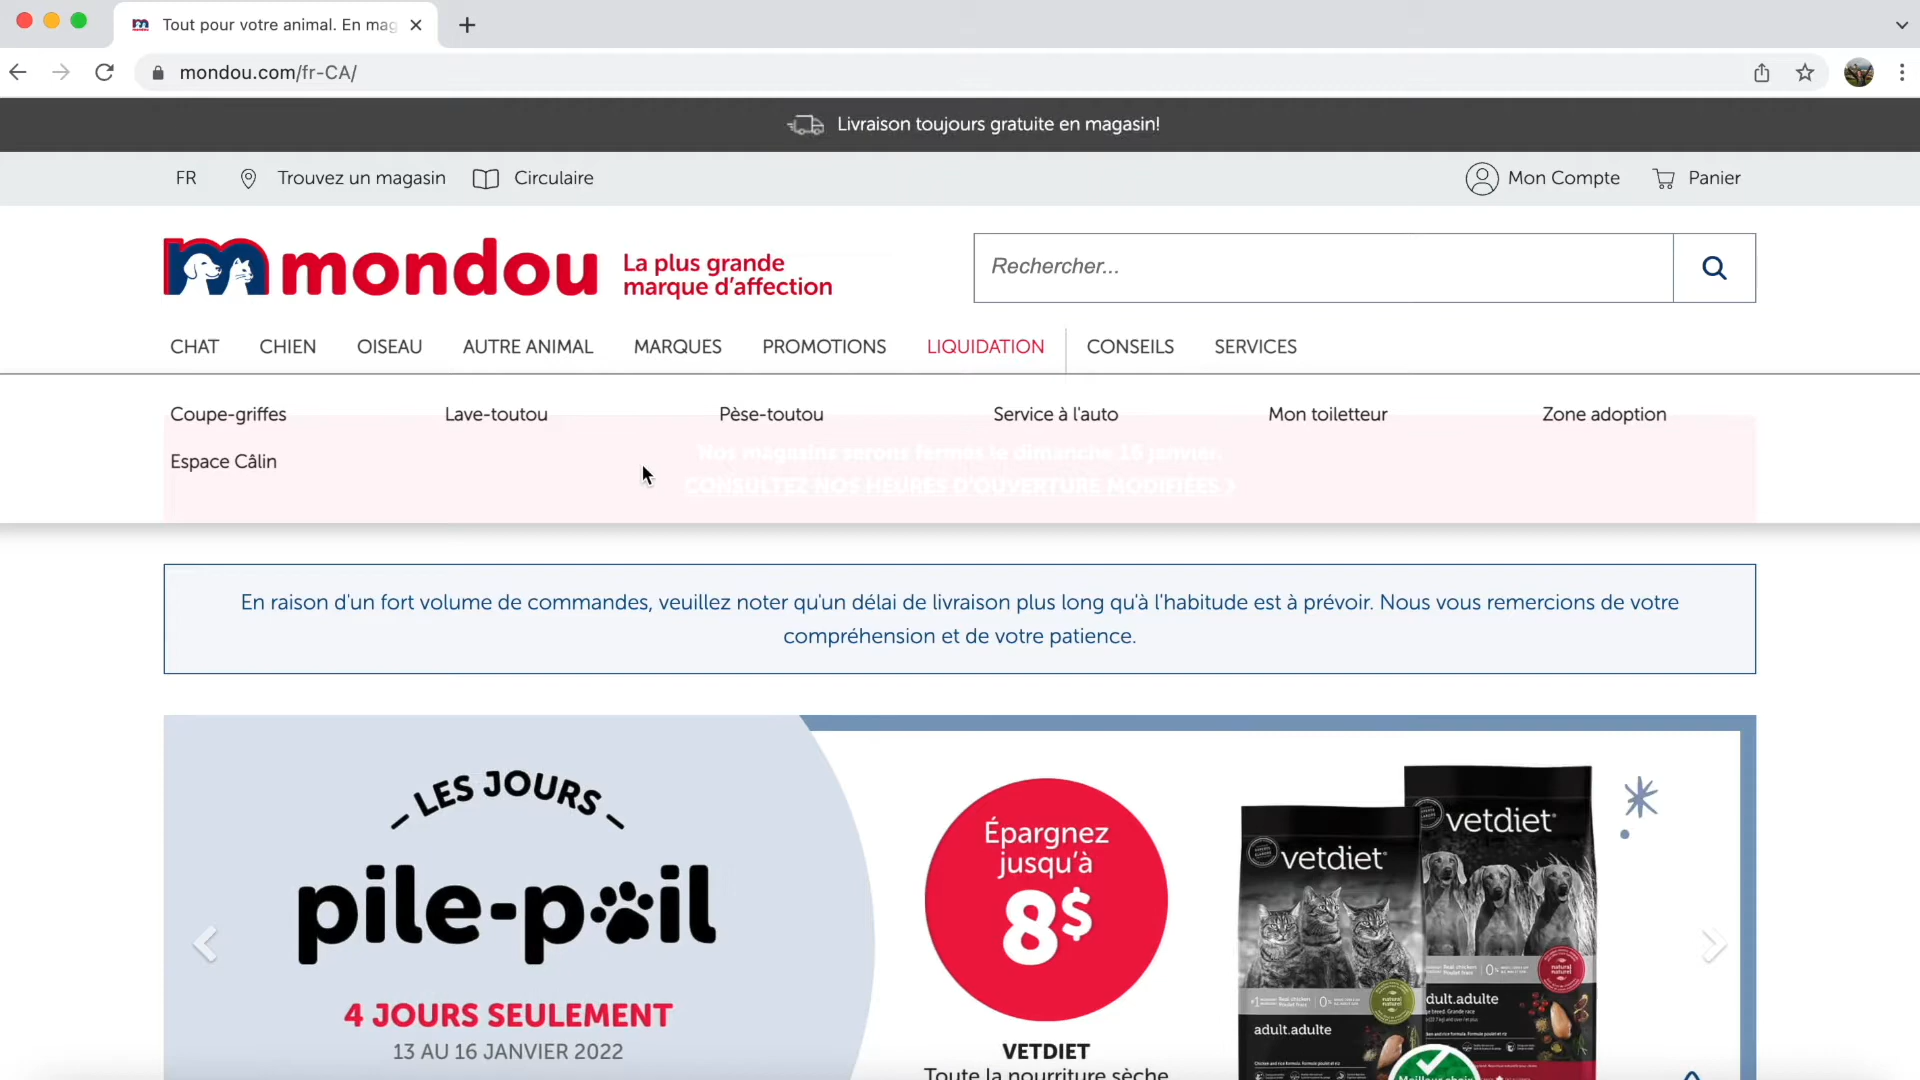 Tout pour votre animal. En mag
mondou.com/fr-CA/
Livraison toujours gratuite en magasin!
FR
Trouvez un magasin
Circulaire
Mon Compte
Panier
mondou
La plus grande
marque d'affection
Rechercher...
CHAT
CHIEN
OISEAU
AUTRE ANIMAL
MARQUES
PROMOTIONS
LIQUIDATION
CONSEILS
SERVICES
Coupe-griffes
Lave-toutou
Pèse-toutou
Service à l'auto
Mon toiletteur
Zone adoption
Espace Câlin
Nos magasins seront fermés le dimanche 16 janvier.
CONSULTEZ NOS HEURES D'OUVERTURE MODIFIÉES >
En raison d'un fort volume de commandes, veuillez noter qu'un délai de livraison plus long qu'à l'habitude est à prévoir. Nous vous remercions de votre
compréhension et de votre patience.
LES JOURS
pile-poil
4 JOURS SEULEMENT
13 AU 16 JANVIER 2022
Épargnez
jusqu'à
8$
VETDIET
Toute la nourriture sèche
vetdiet
adult.adulte
vetdiet
dult.adulte
Meilleur choix